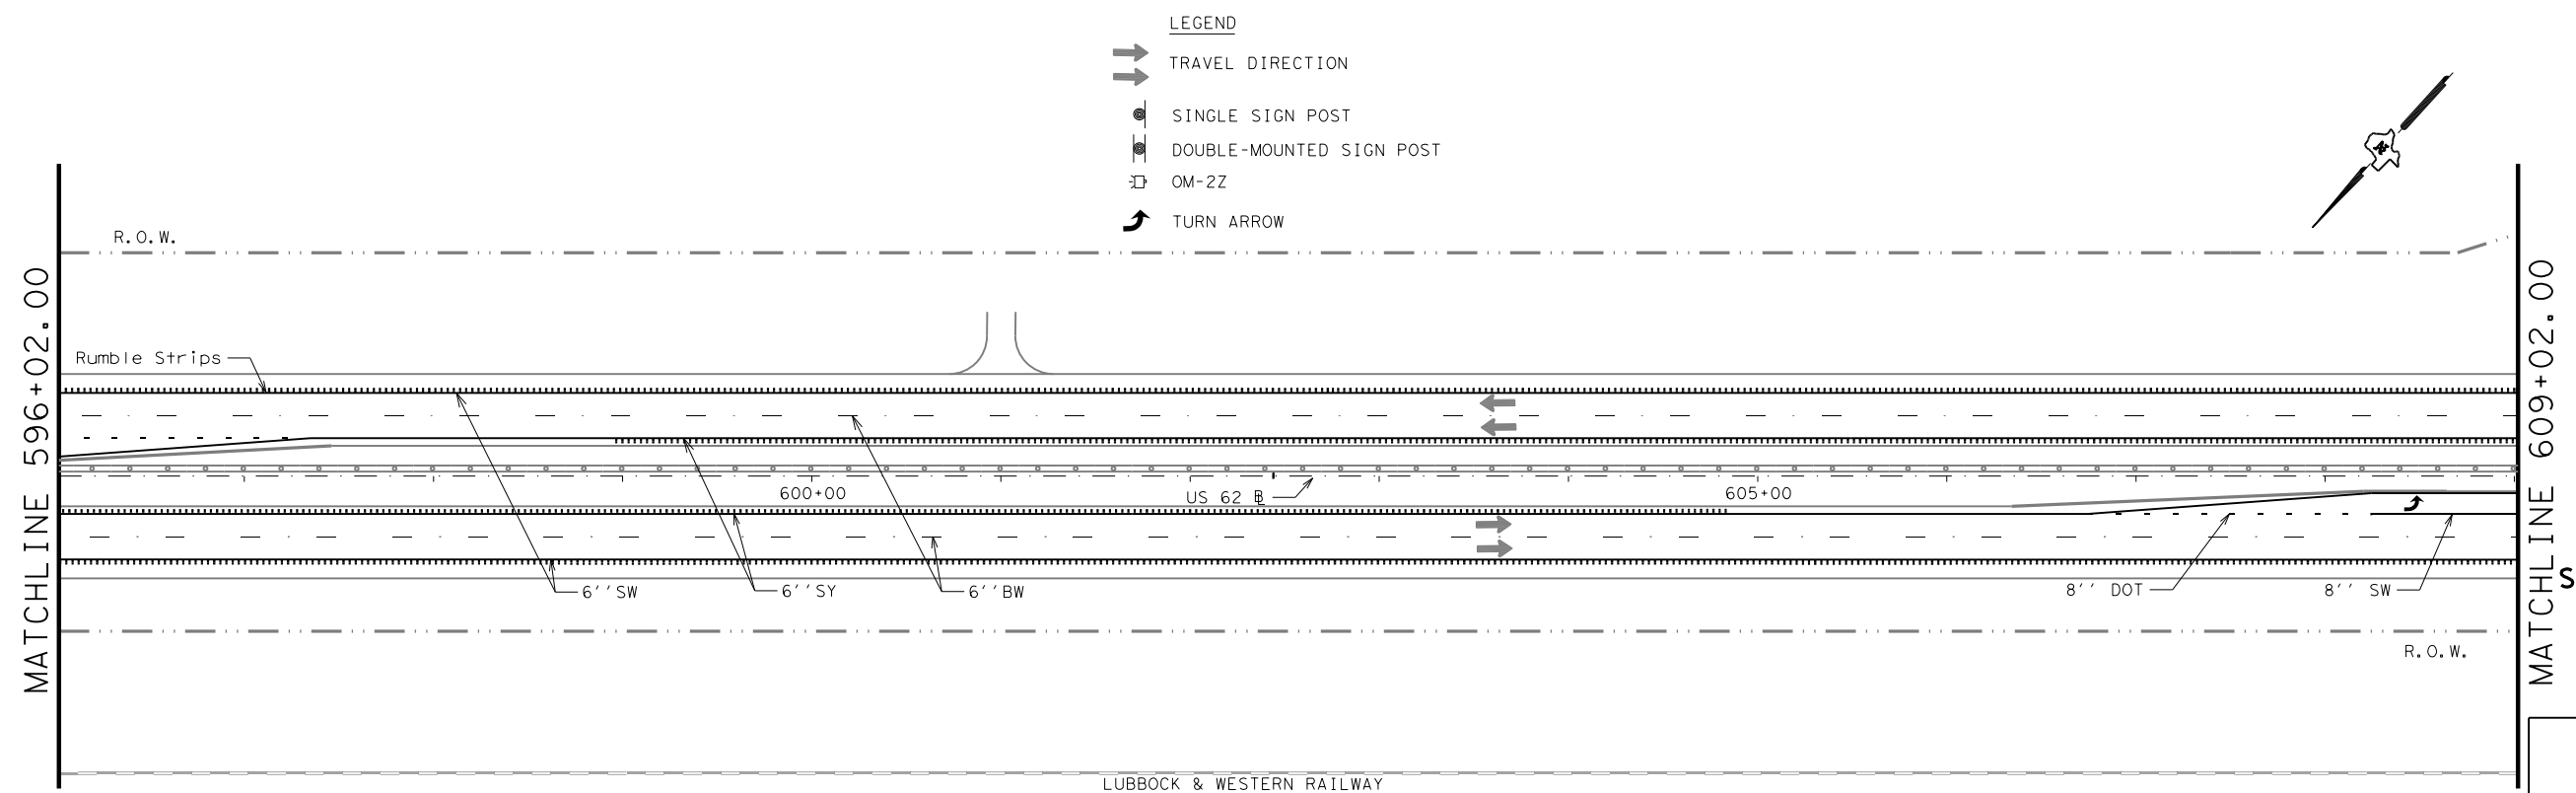 LEGEND
TRAVEL DIRECTION
SINGLE SIGN POST
DOUBLE-MOUNTED SIGN POST
OM-2Z
TURN ARROW
R.O.W.
Rumble Strips
MATCHLINE 596+02.00
MATCHLINE 609+02.00
600+00
US 62 ⅊
605+00
6''SW
6''SY
6''BW
8'' DOT
8'' SW
S
R.O.W.
LUBBOCK & WESTERN RAILWAY